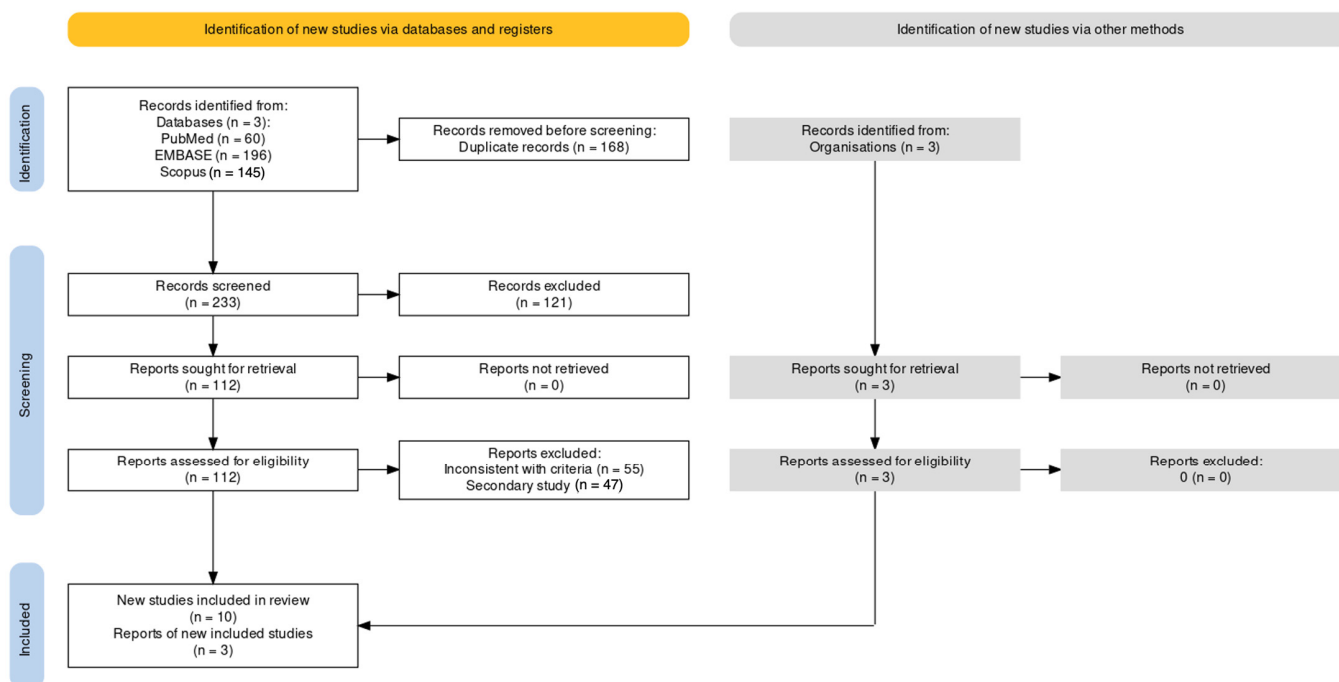 Identification of new studies via databases and registers
Identification of new studies via other methods
Identification
Records identified from:
Databases (n = 3):
PubMed (n = 60)
EMBASE (n = 196)
Scopus (n = 145)
Records removed before screening:
Duplicate records (n = 168)
Records identified from:
Organisations (n = 3)
Screening
Records screened
(n = 233)
Records excluded
(n = 121)
Reports sought for retrieval
(n = 112)
Reports not retrieved
(n = 0)
Reports sought for retrieval
(n = 3)
Reports not retrieved
(n = 0)
Reports assessed for eligibility
(n = 112)
Reports excluded:
Inconsistent with criteria (n = 55)
Secondary study (n = 47)
Reports assessed for eligibility
(n = 3)
Reports excluded:
0 (n = 0)
Included
New studies included in review
(n = 10)
Reports of new included studies
(n = 3)